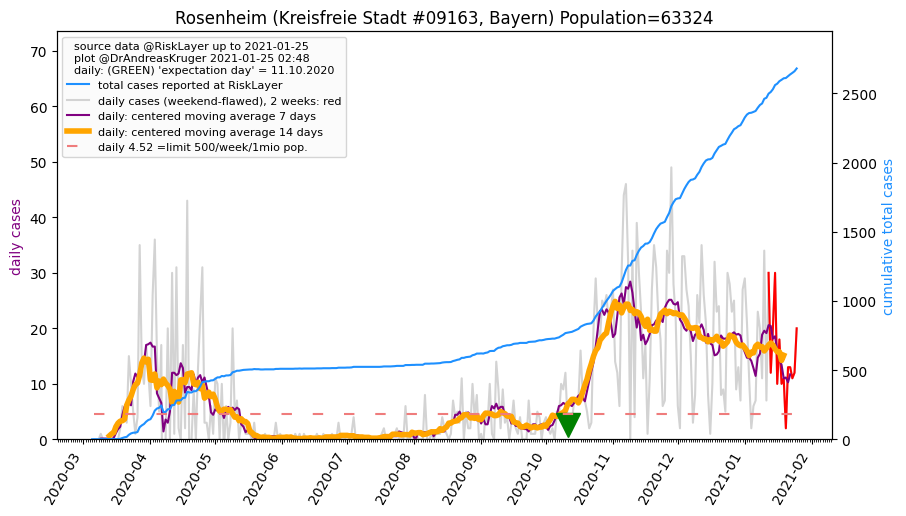 Rosenheim (Kreisfreie Stadt #09163, Bayern) Population=63324
source data @RiskLayer up to 2021-01-25
plot @DrAndreasKruger 2021-01-25 02:48
daily: (GREEN) 'expectation day' = 11.10.2020
total cases reported at RiskLayer
daily cases (weekend-flawed), 2 weeks: red
daily: centered moving average 7 days
daily: centered moving average 14 days
daily 4.52 =limit 500/week/1mio pop.
daily cases
70
60
50
40
30
20
10
0
cumulative total cases
2500
2000
1500
1000
500
0
2020-03
2020-04
2020-05
2020-06
2020-07
2020-08
2020-09
2020-10
2020-11
2020-12
2021-01
2021-02